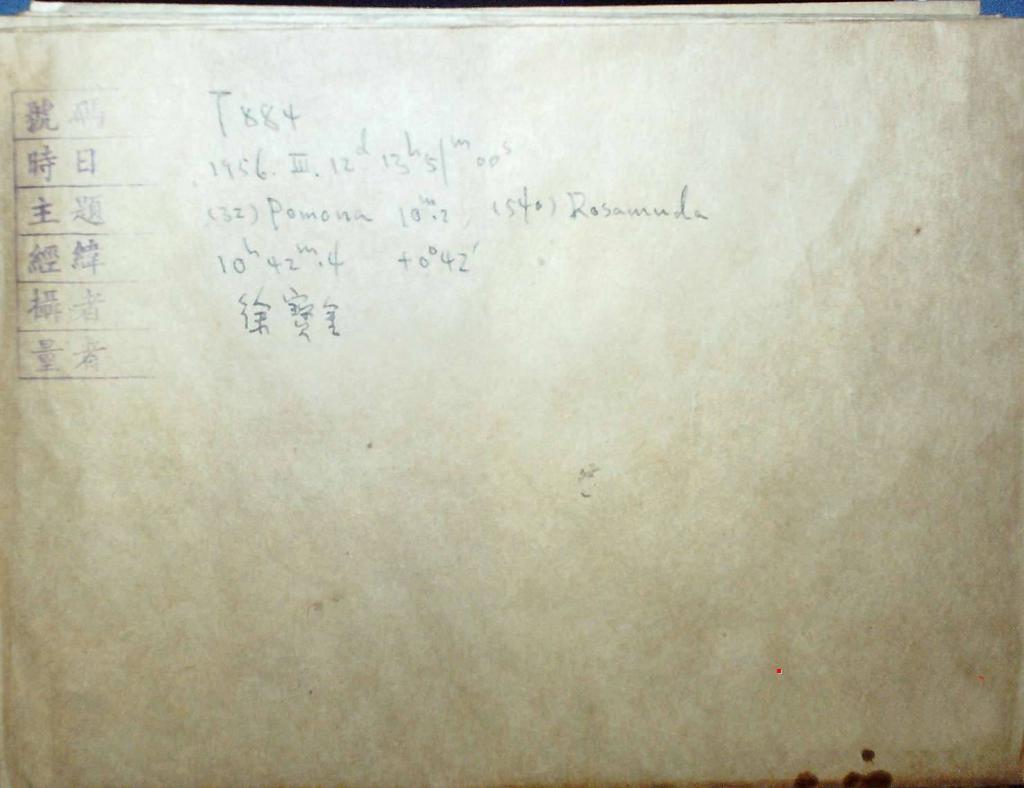 號碼 T 884
時日 1956. III. 12ᵈ 13ʰ 51ᵐ 00ˢ
主題 (32) Pomona 10ᵐ.2, (540) Rosamunda
經緯 10ʰ 42ᵐ.4 +0°42'
攝者 徐寶全
量者